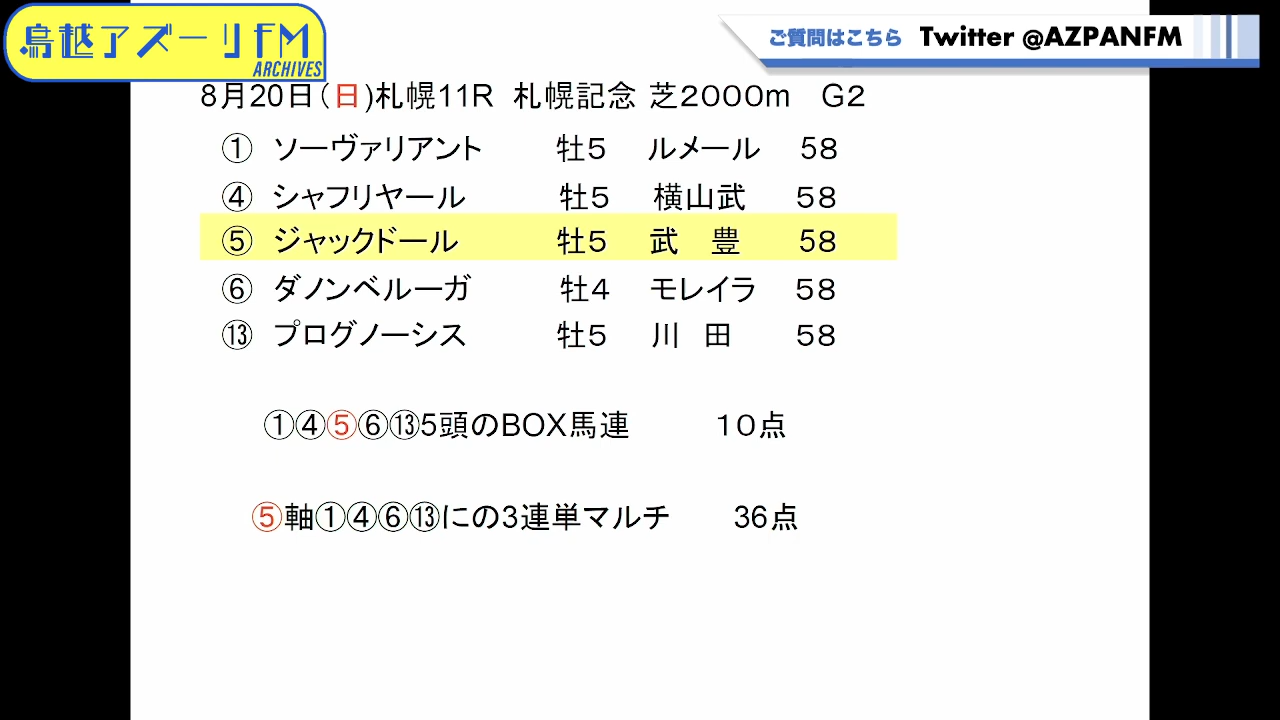 鳥越アズーリFM
ARCHIVES
ご質問はこちら Twitter @AZPANFM
8月20日(日)札幌11R 札幌記念 芝2000m G2
① ソーヴァリアント 牡5 ルメール 58
④ シャフリヤール 牡5 横山武 58
⑤ ジャックドール 牡5 武 豊 58
⑥ ダノンベルーガ 牡4 モレイラ 58
⑬ プログノーシス 牡5 川 田 58
①④⑤⑥⑬5頭のBOX馬連 10点
⑤軸①④⑥⑬にの3連単マルチ 36点